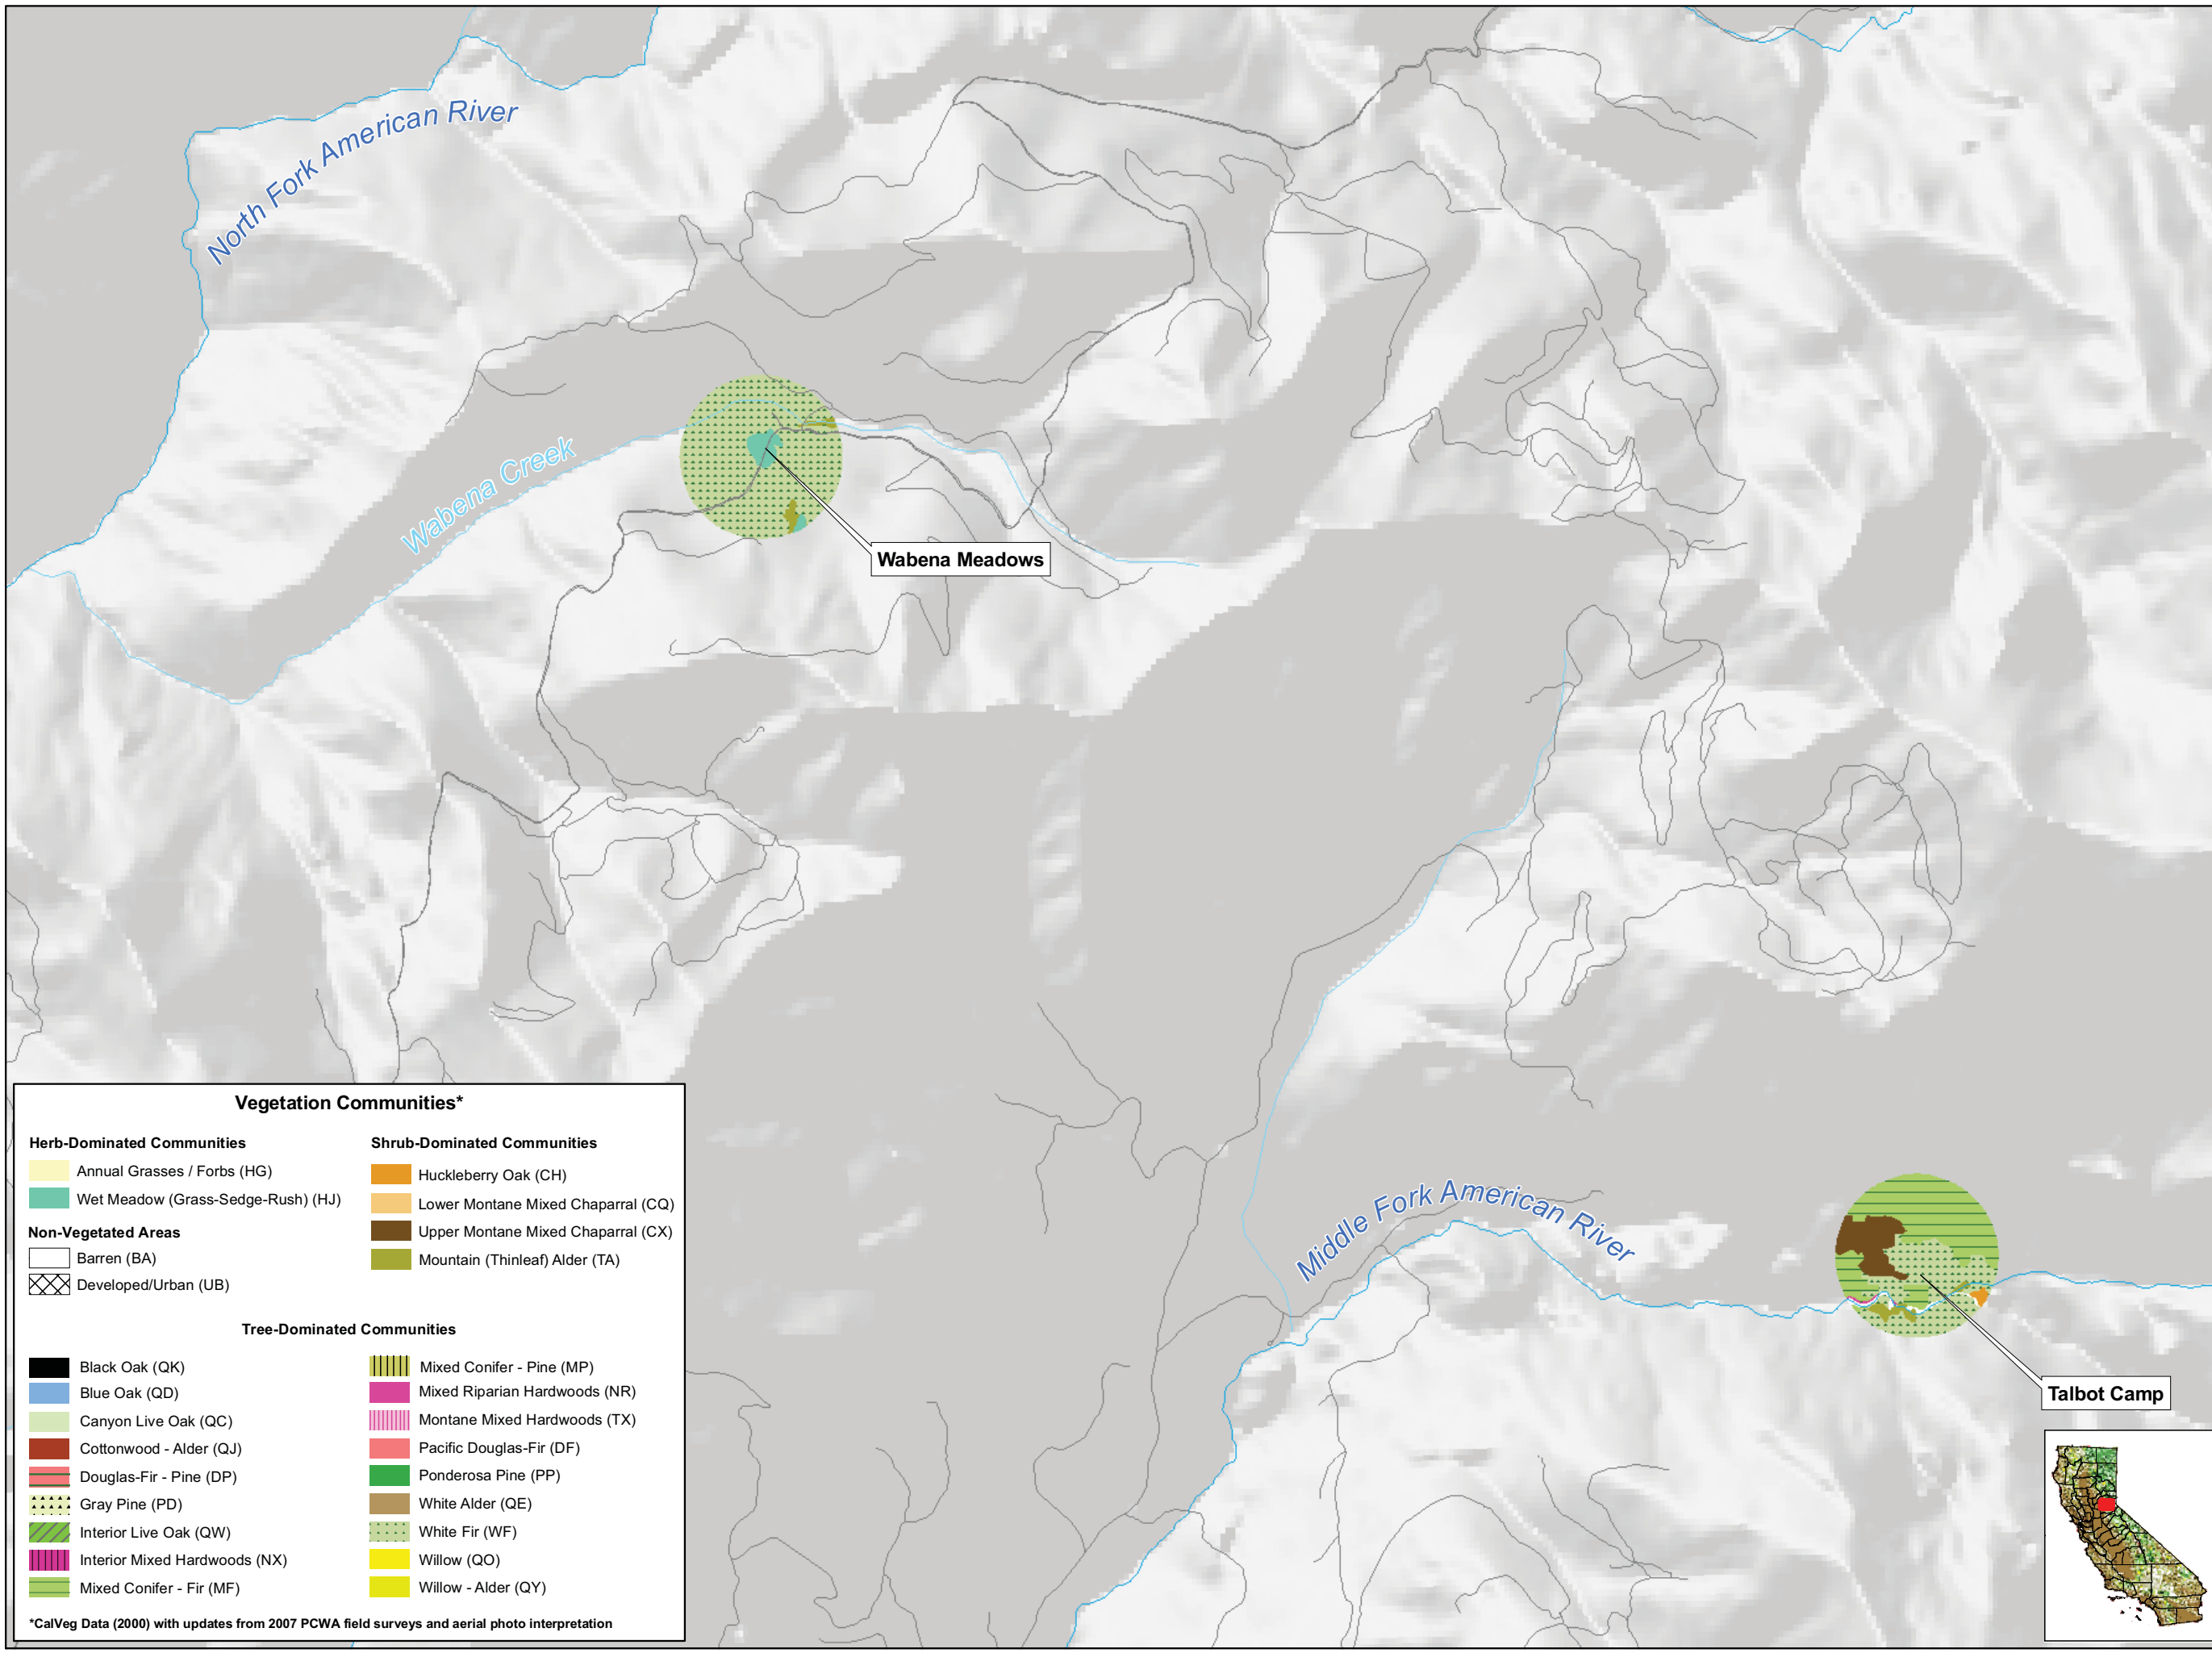 North Fork American River
Wabena Creek
Wabena Meadows
Middle Fork American River
Talbot Camp
Vegetation Communities*
Herb-Dominated Communities
Annual Grasses / Forbs (HG)
Wet Meadow (Grass-Sedge-Rush) (HJ)
Non-Vegetated Areas
Barren (BA)
Developed/Urban (UB)
Shrub-Dominated Communities
Huckleberry Oak (CH)
Lower Montane Mixed Chaparral (CQ)
Upper Montane Mixed Chaparral (CX)
Mountain (Thinleaf) Alder (TA)
Tree-Dominated Communities
Black Oak (QK)
Blue Oak (QD)
Canyon Live Oak (QC)
Cottonwood - Alder (QJ)
Douglas-Fir - Pine (DP)
Gray Pine (PD)
Interior Live Oak (QW)
Interior Mixed Hardwoods (NX)
Mixed Conifer - Fir (MF)
Mixed Conifer - Pine (MP)
Mixed Riparian Hardwoods (NR)
Montane Mixed Hardwoods (TX)
Pacific Douglas-Fir (DF)
Ponderosa Pine (PP)
White Alder (QE)
White Fir (WF)
Willow (QO)
Willow - Alder (QY)
*CalVeg Data (2000) with updates from 2007 PCWA field surveys and aerial photo interpretation